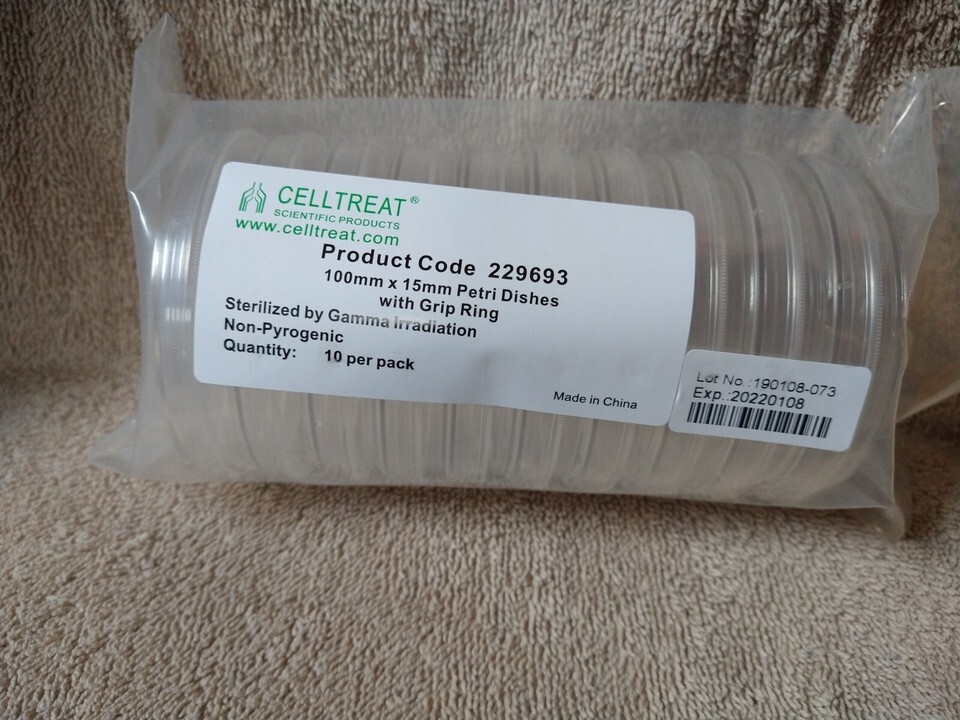 CELLTREAT®
SCIENTIFIC PRODUCTS
www.celltreat.com
Product Code 229693
100mm x 15mm Petri Dishes
with Grip Ring
Sterilized by Gamma Irradiation
Non-Pyrogenic
Quantity: 10 per pack
Made in China
Lot No.:190108-073
Exp.:20220108